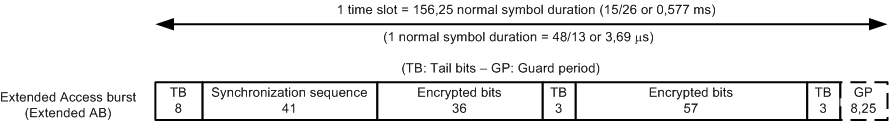 1 time slot = 156,25 normal symbol duration (15/26 or 0,577 ms)
(1 normal symbol duration = 48/13 or 3,69 µs)
(TB: Tail bits – GP: Guard period)
Extended Access burst
(Extended AB)
TB
8
Synchronization sequence
41
Encrypted bits
36
TB
3
Encrypted bits
57
TB
3
GP
8,25